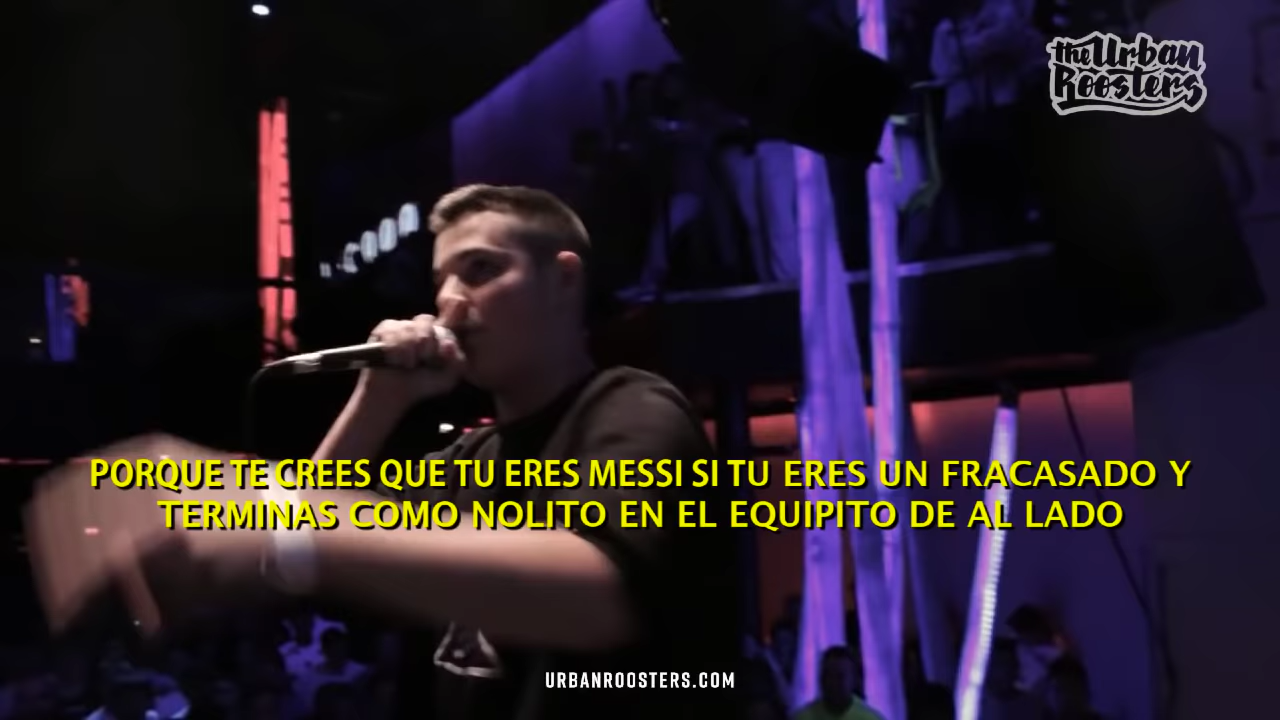 the Urban
Roosters
PORQUE TE CREES QUE TU ERES MESSI SI TU ERES UN FRACASADO Y
TERMINAS COMO NOLITO EN EL EQUIPITO DE AL LADO
URBANROOSTERS.COM